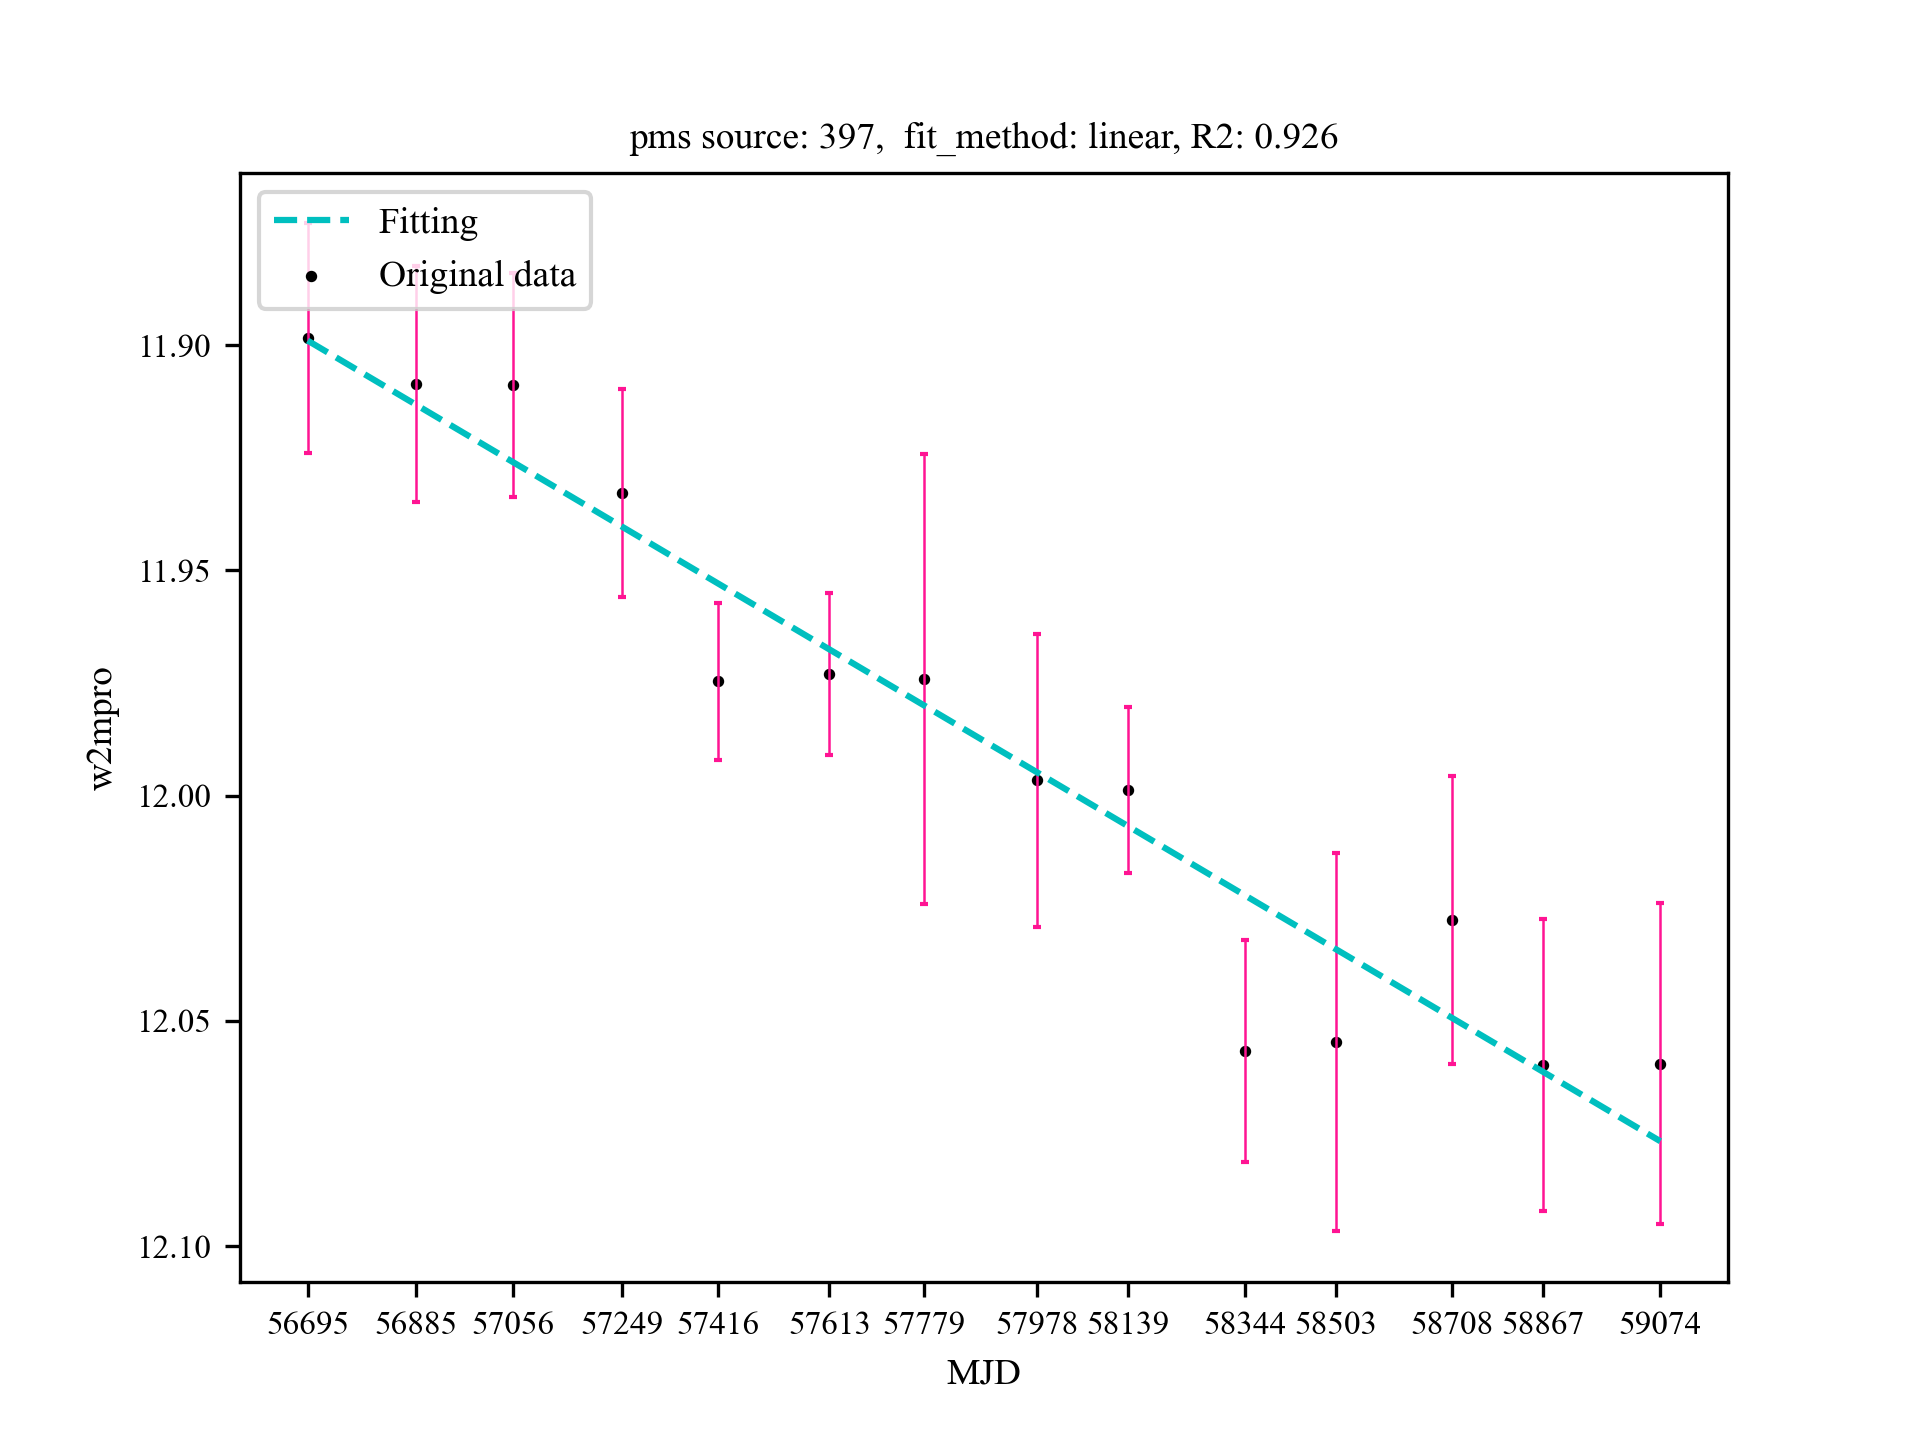 pms source: 397,  fit_method: linear, R2: 0.926
Fitting
Original data
11.90
11.95
12.00
12.05
12.10
w2mpro
56695 56885 57056 57249 57416 57613 57779 57978 58139 58344 58503 58708 58867 59074
MJD